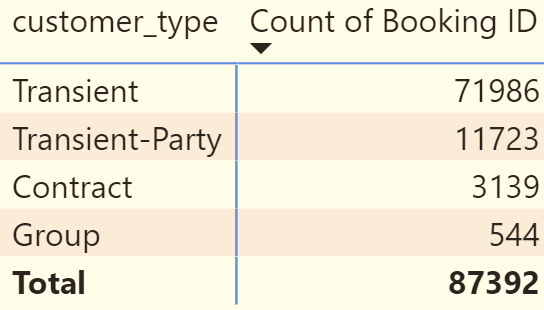 customer_type Count of Booking ID
Transient 71986
Transient-Party 11723
Contract 3139
Group 544
Total 87392